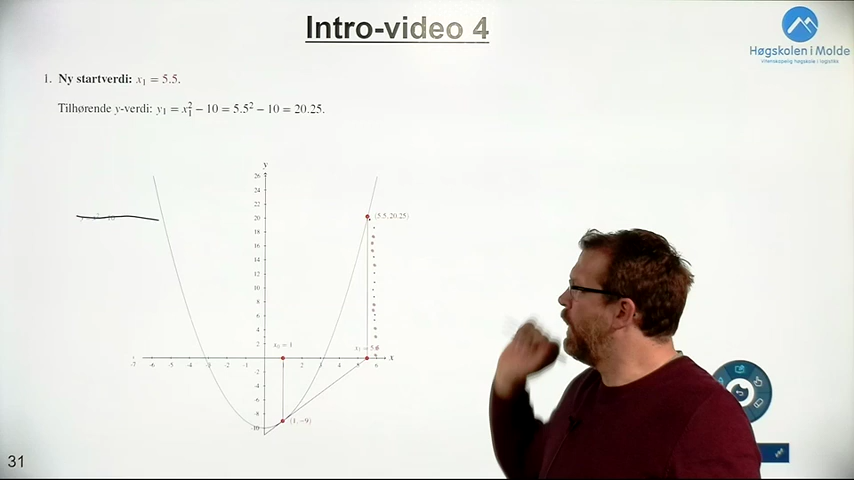 Intro-video 4
Høgskolen i Molde
Vitenskapelig høgskole i logistikk
1. Ny startverdi: x₁ = 5.5.
Tilhørende y-verdi: y₁ = x₁² − 10 = 5.5² − 10 = 20.25.
y
26
24
22
20
18
16
14
12
10
8
6
4
2
(5.5, 20.25)
x₀ = 1
-7 -6 -5 -4 -3 -2 -1 1 2 3 4 5 6 x
-2
-4
-6
-8
-10
(1, −9)
31